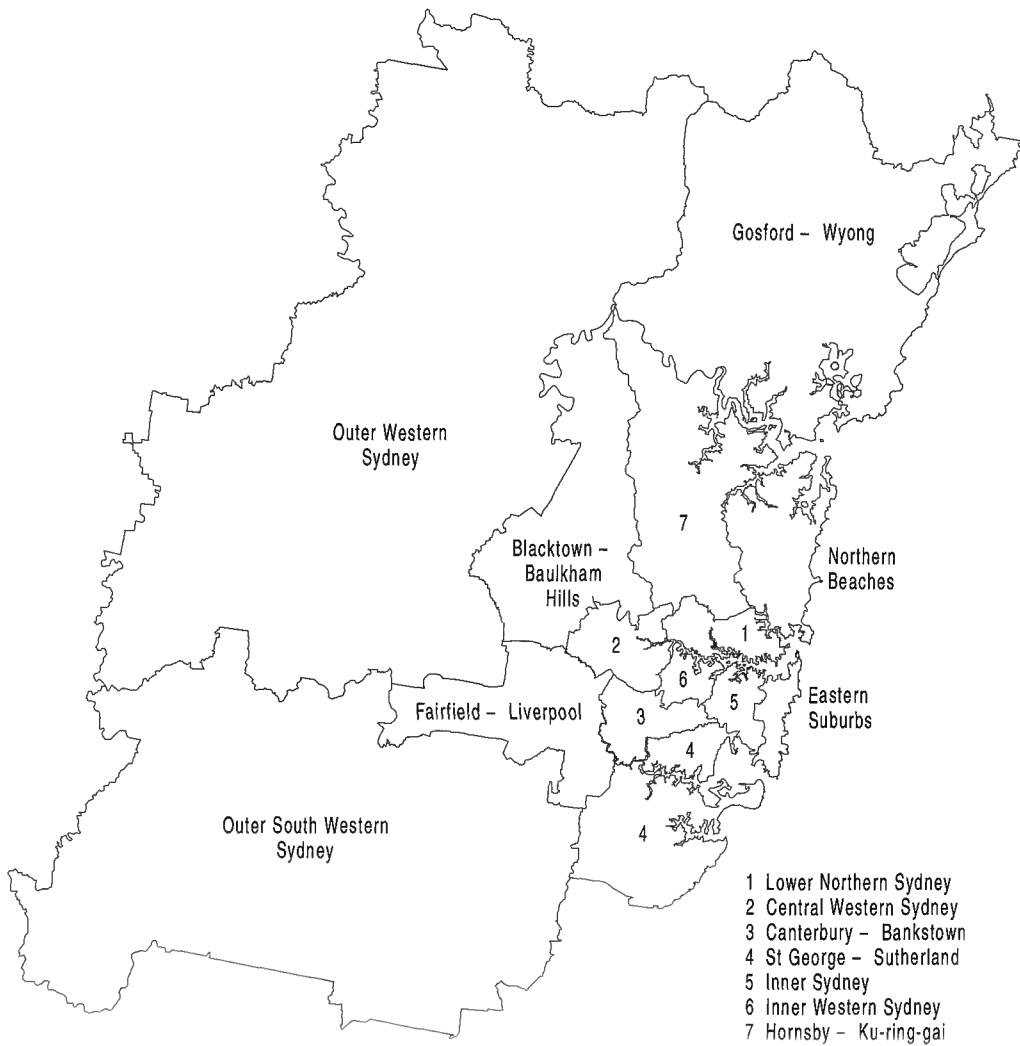 Gosford – Wyong
Outer Western
Sydney
7
Blacktown –
Baulkham
Hills
Northern
Beaches
1
2
6
5
Eastern
Suburbs
Fairfield – Liverpool
3
4
Outer South Western
Sydney
4
1 Lower Northern Sydney
2 Central Western Sydney
3 Canterbury – Bankstown
4 St George – Sutherland
5 Inner Sydney
6 Inner Western Sydney
7 Hornsby – Ku-ring-gai